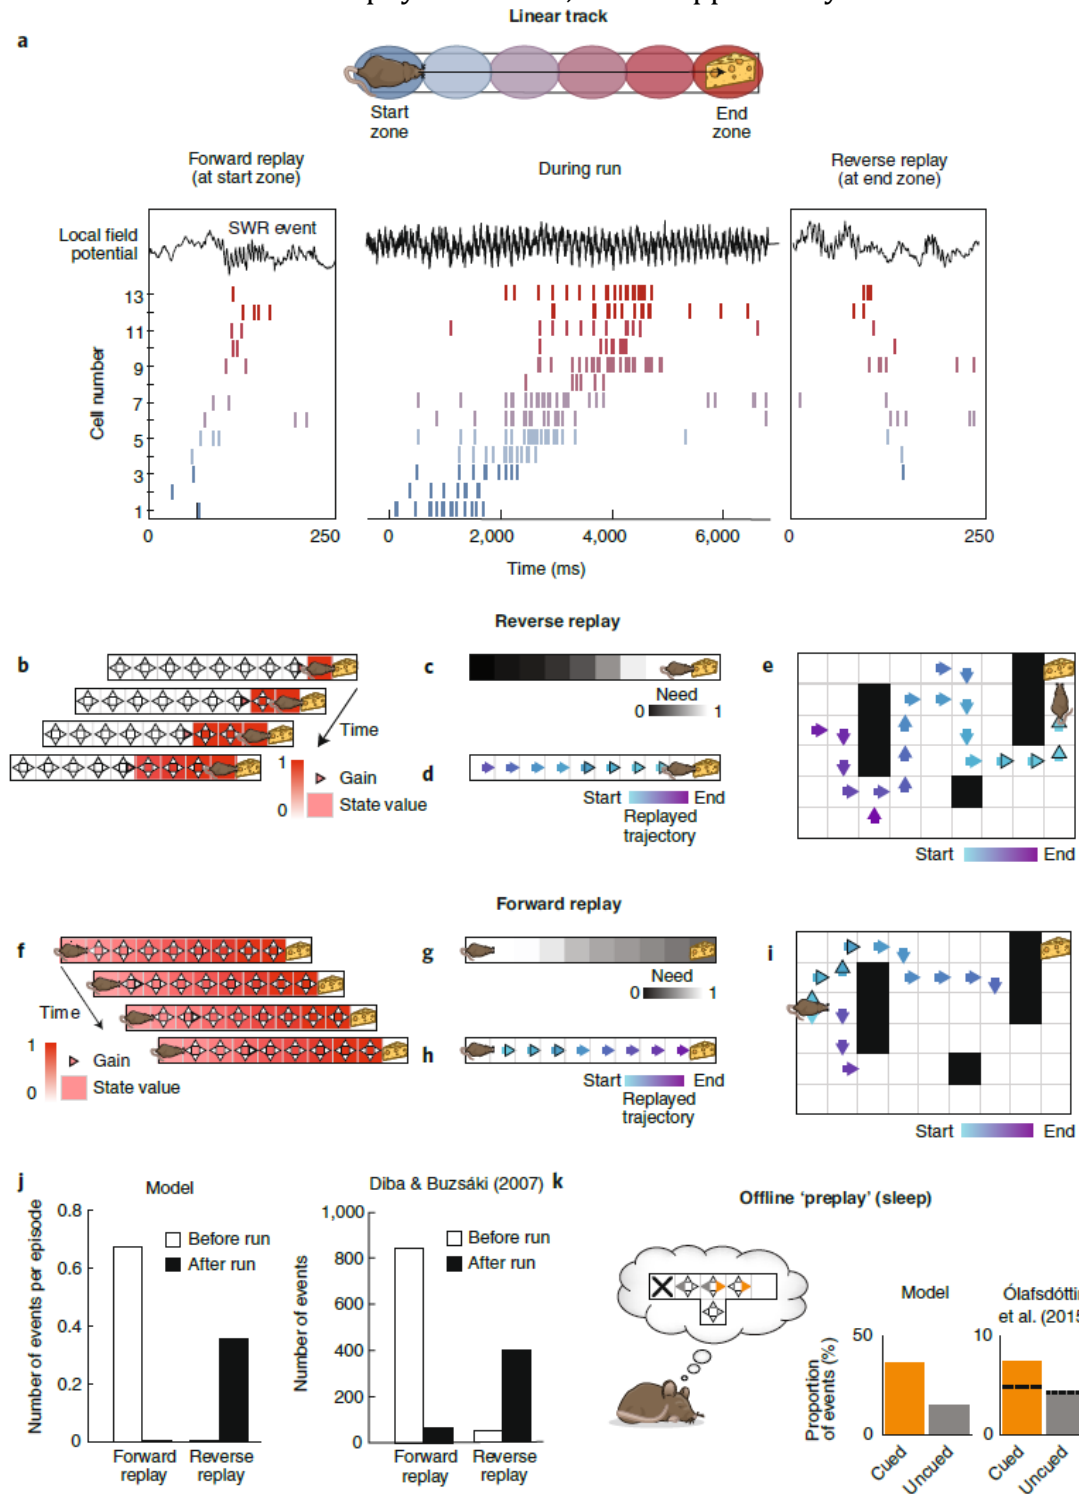 Linear track
a
Start
zone
End
zone
Forward replay
(at start zone)
During run
Reverse replay
(at end zone)
Local field
potential
SWR event
Cell number
13
11
9
7
5
3
1
0
250
0
2,000
4,000
6,000
0
250
Time (ms)
Reverse replay
b
Time
1
0
Gain
State value
c
Need
0
1
d
Start
End
Replayed
trajectory
e
Start
End
Forward replay
f
Time
1
0
Gain
State value
g
Need
0
1
h
Start
End
Replayed
trajectory
i
Start
End
j
Model
Number of events per episode
0.8
0.6
0.4
0.2
0
Before run
After run
Forward
replay
Reverse
replay
Diba & Buzsáki (2007)
Number of events
1,000
800
600
400
200
0
Before run
After run
Forward
replay
Reverse
replay
k
Offline 'preplay' (sleep)
Model
Proportion
of events (%)
50
0
Cued
Uncued
et al. (2015
10
0
Cued
Uncued